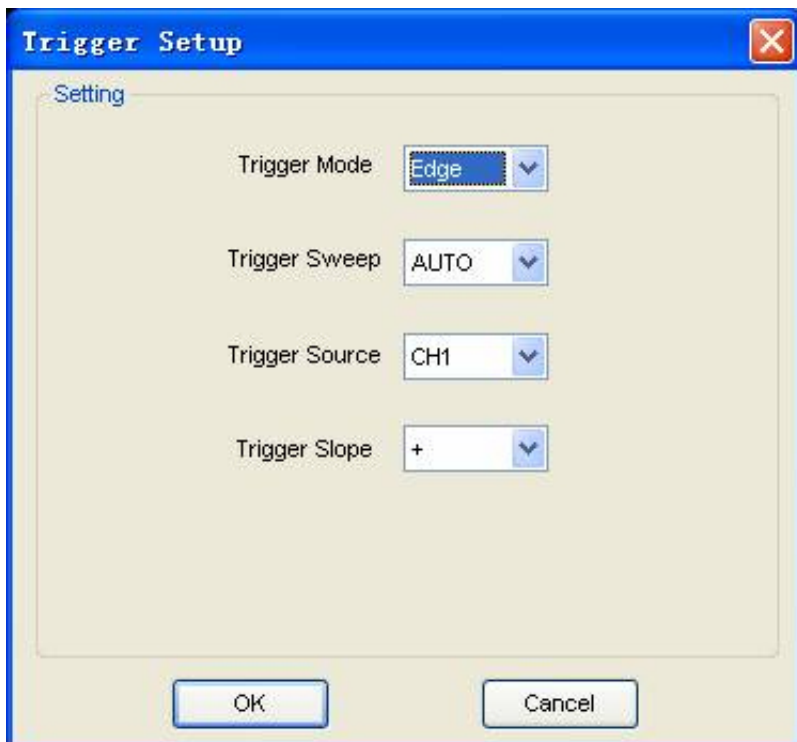 Trigger Setup
Setting
Trigger Mode Edge
Trigger Sweep AUTO
Trigger Source CH1
Trigger Slope +
OK Cancel